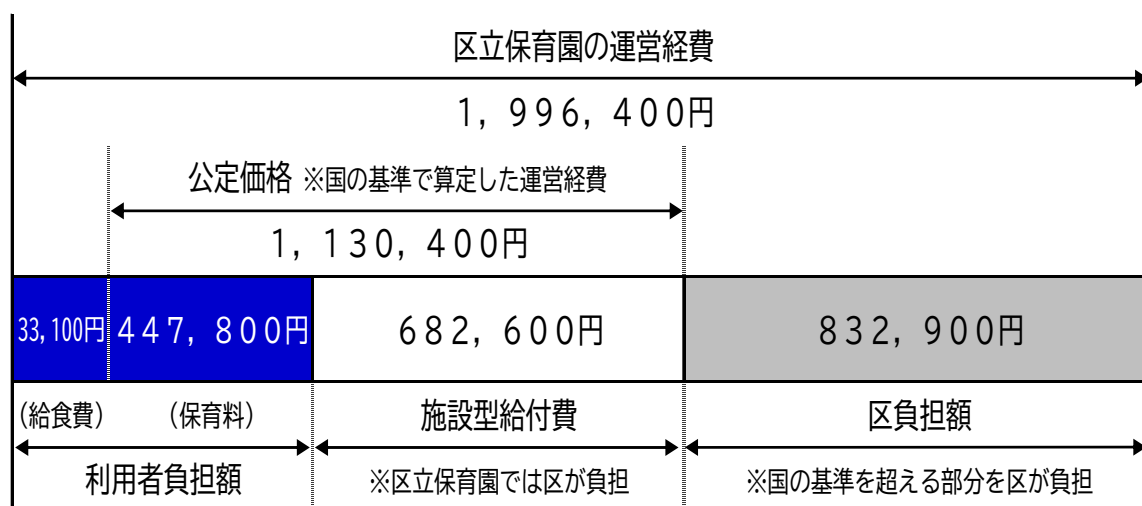 区立保育園の運営経費
１，９９６，４００円
公定価格 ※国の基準で算定した運営経費
１，１３０，４００円
33,100円 ４４７，８００円 ６８２，６００円 ８３２，９００円
(給食費) (保育料) 施設型給付費 区負担額
利用者負担額 ※区立保育園では区が負担 ※国の基準を超える部分を区が負担